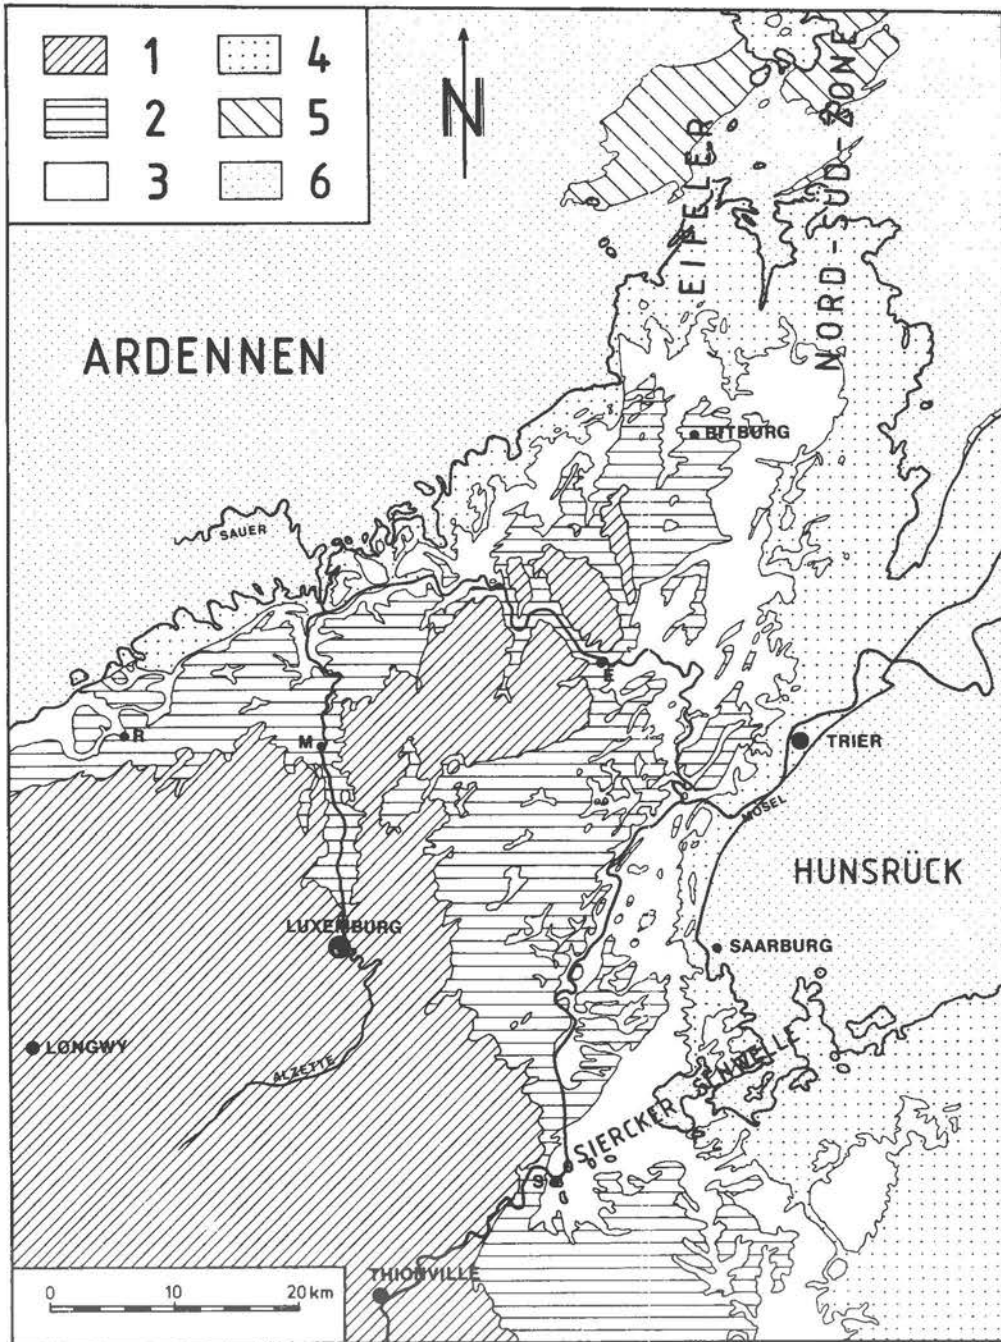 1 4
2 5
3 6
N
EIFELER
NORD-SÜD-ZONE
ARDENNEN
BITBURG
SAUER
E
R
M
TRIER
MOSEL
HUNSRÜCK
LUXEMBURG
SAARBURG
LONGWY
ALZETTE
SIERCKER SCHWELLE
S
THIONVILLE
0 10 20 km